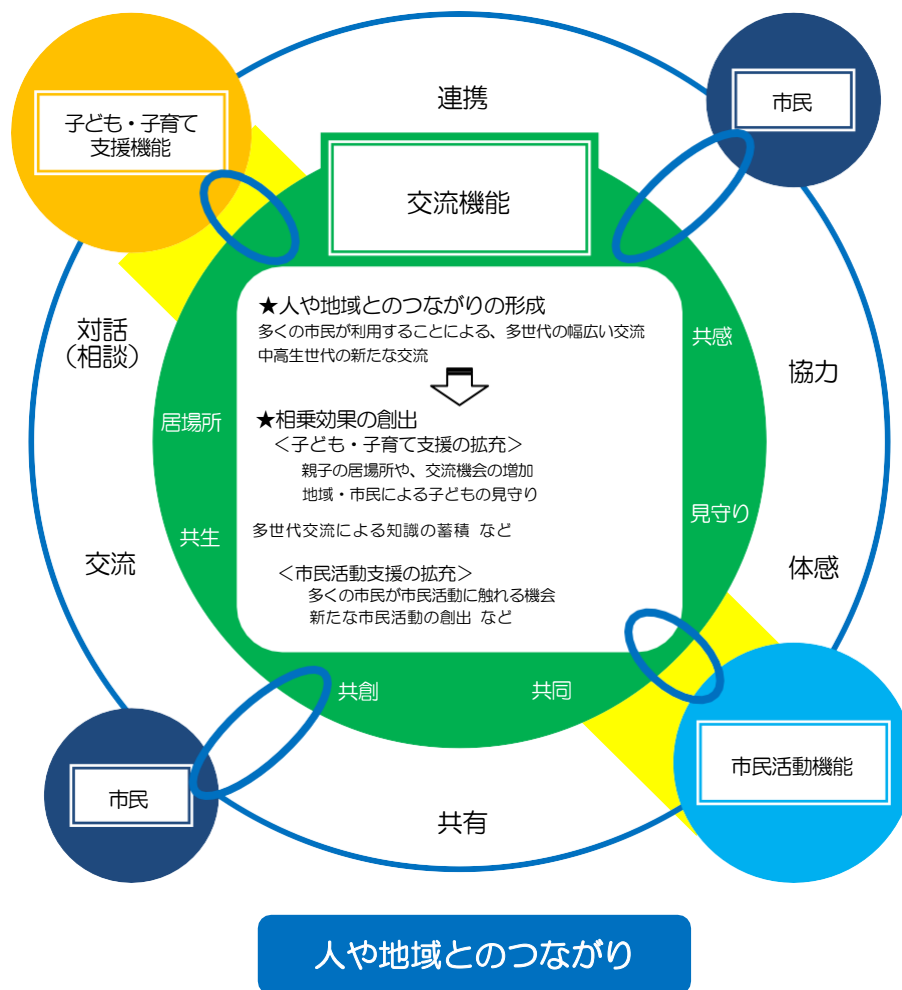 連携
市民
子ども・子育て
支援機能
交流機能
★人や地域とのつながりの形成
多くの市民が利用することによる、多世代の幅広い交流
中高生世代の新たな交流
対話
(相談)
共感
協力
居場所
★相乗効果の創出
<子ども・子育て支援の拡充>
親子の居場所や、交流機会の増加
地域・市民による子どもの見守り
多世代交流による知識の蓄積 など
見守り
共生
交流
体感
<市民活動支援の拡充>
多くの市民が市民活動に触れる機会
新たな市民活動の創出 など
共創
共同
市民活動機能
市民
共有
人や地域とのつながり